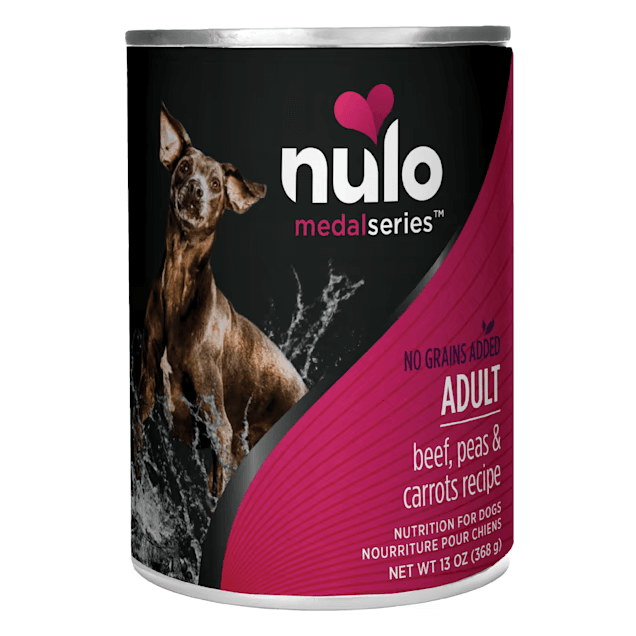 nulo
medalseries™
NO GRAINS ADDED
ADULT
beef, peas &
carrots recipe
NUTRITION FOR DOGS
NOURRITURE POUR CHIENS
NET WT 13 OZ (368 g)